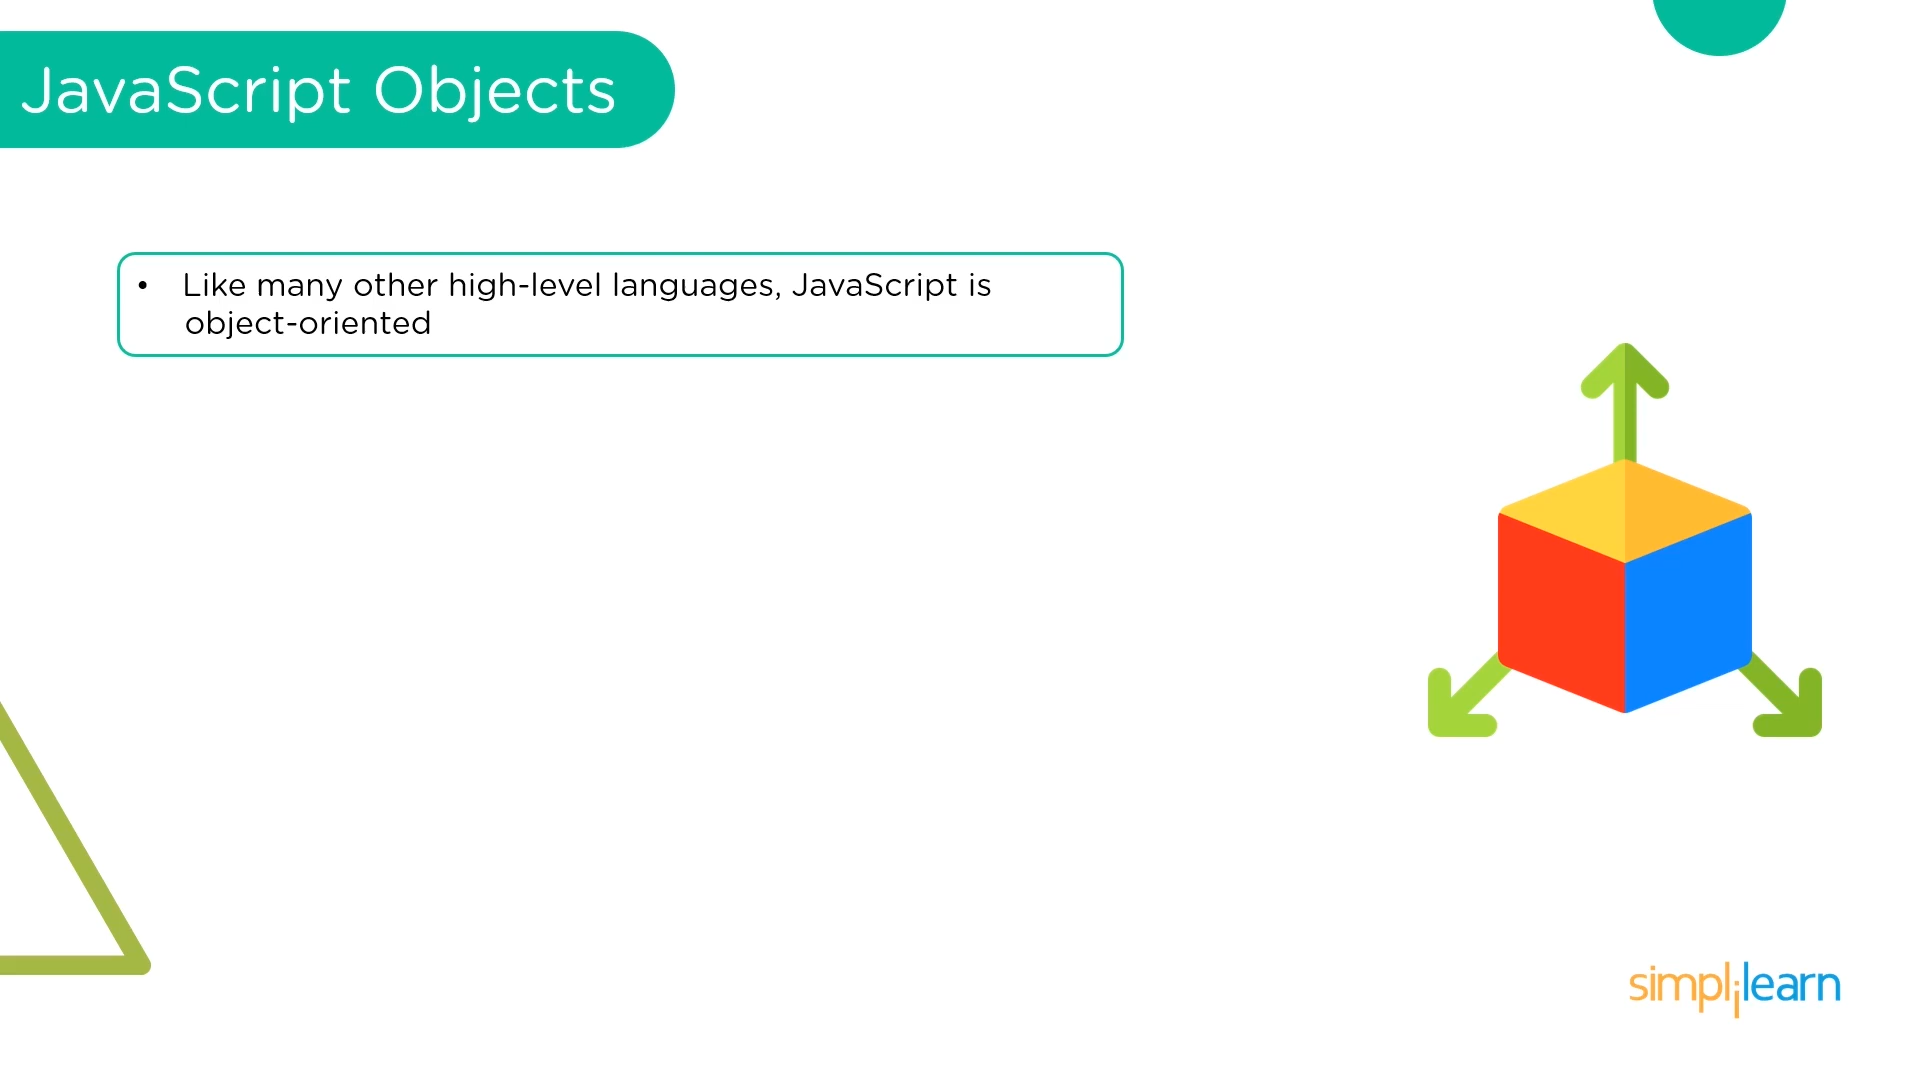 JavaScript Objects
• Like many other high-level languages, JavaScript is
object-oriented
simplilearn